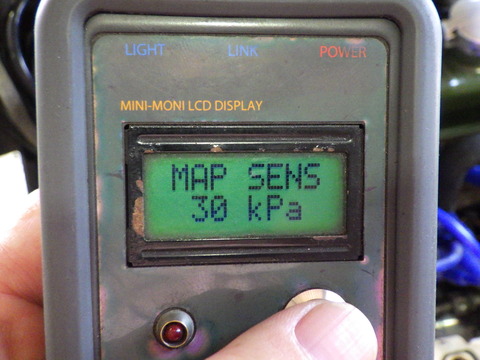 LIGHT LINK POWER
MINI-MONI LCD DISPLAY
MAP SENS
30 kPa